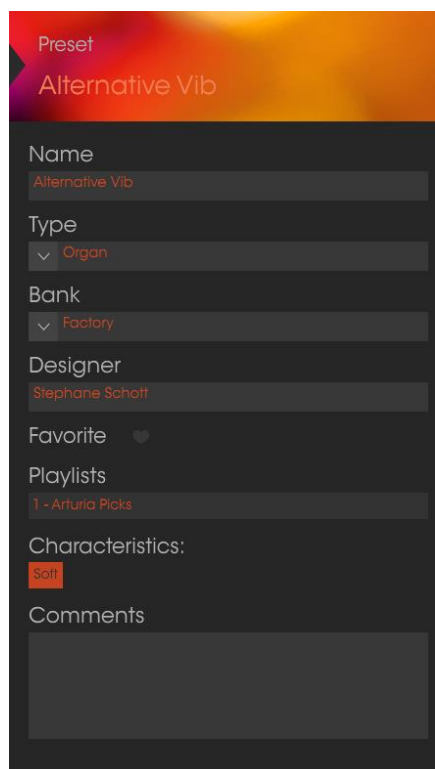 Preset
Alternative Vib
Name
Alternative Vib
Type
Organ
Bank
Factory
Designer
Stephane Schott
Favorite
Playlists
1 - Arturia Picks
Characteristics:
Soft
Comments